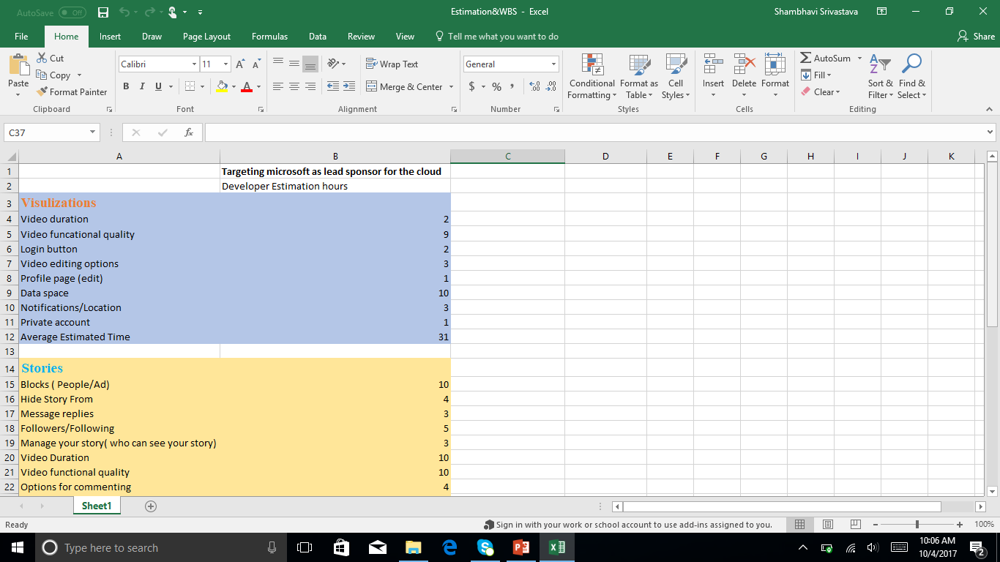 AutoSave Off
Estimation&WBS - Excel
Shambhavi Srivastava
File Home Insert Draw Page Layout Formulas Data Review View Tell me what you want to do Share
Paste
Cut
Copy
Format Painter
Clipboard
Calibri 11
B I U
Font
Wrap Text
Merge & Center
Alignment
General
$ % ,
Number
Conditional Formatting
Format as Table
Cell Styles
Styles
Insert Delete Format
Cells
AutoSum
Fill
Clear
Sort & Filter
Find & Select
Editing
C37 fx
A B C D E F G H I J K
1 Targeting microsoft as lead sponsor for the cloud
2 Developer Estimation hours
3 Visulizations
4 Video duration 2
5 Video funcational quality 9
6 Login button 2
7 Video editing options 3
8 Profile page (edit) 1
9 Data space 10
10 Notifications/Location 3
11 Private account 1
12 Average Estimated Time 31
13
14 Stories
15 Blocks ( People/Ad) 10
16 Hide Story From 4
17 Message replies 3
18 Followers/Following 5
19 Manage your story( who can see your story) 3
20 Video Duration 10
21 Video functional quality 10
22 Options for commenting 4
Sheet1
Ready
Sign in with your work or school account to use add-ins assigned to you.
100%
Type here to search
10:06 AM
10/4/2017
2